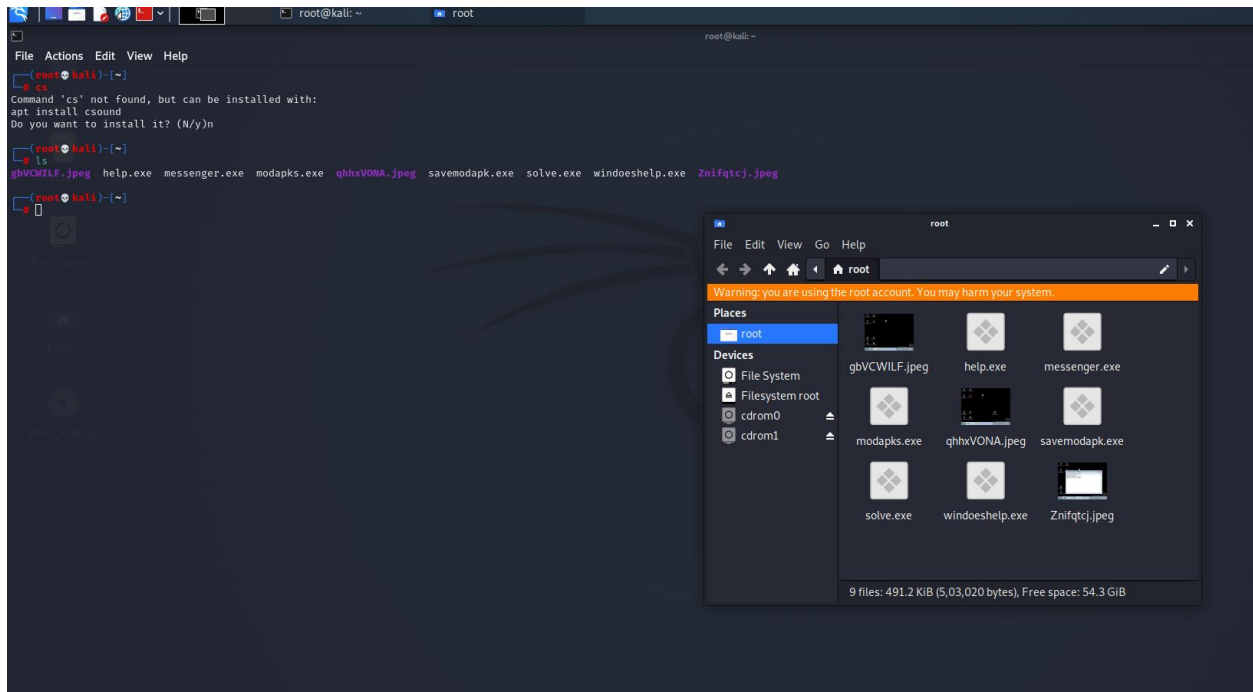 root@kali: ~
root
root@kali: ~
File Actions Edit View Help
(root💀kali)-[~]
# cs
Command 'cs' not found, but can be installed with:
apt install csound
Do you want to install it? (N/y)n
(root💀kali)-[~]
# ls
gbVCWILF.jpeg help.exe messenger.exe modapks.exe qhhxVONA.jpeg savemodapk.exe solve.exe windoeshelp.exe Znifqtcj.jpeg
(root💀kali)-[~]
#
File System
Home
root
File Edit View Go Help
root
Warning: you are using the root account. You may harm your system.
Places
root
Devices
File System
Filesystem root
cdrom0
cdrom1
gbVCWILF.jpeg help.exe messenger.exe
modapks.exe qhhxVONA.jpeg savemodapk.exe
solve.exe windoeshelp.exe Znifqtcj.jpeg
9 files: 491.2 KiB (5,03,020 bytes), Free space: 54.3 GiB